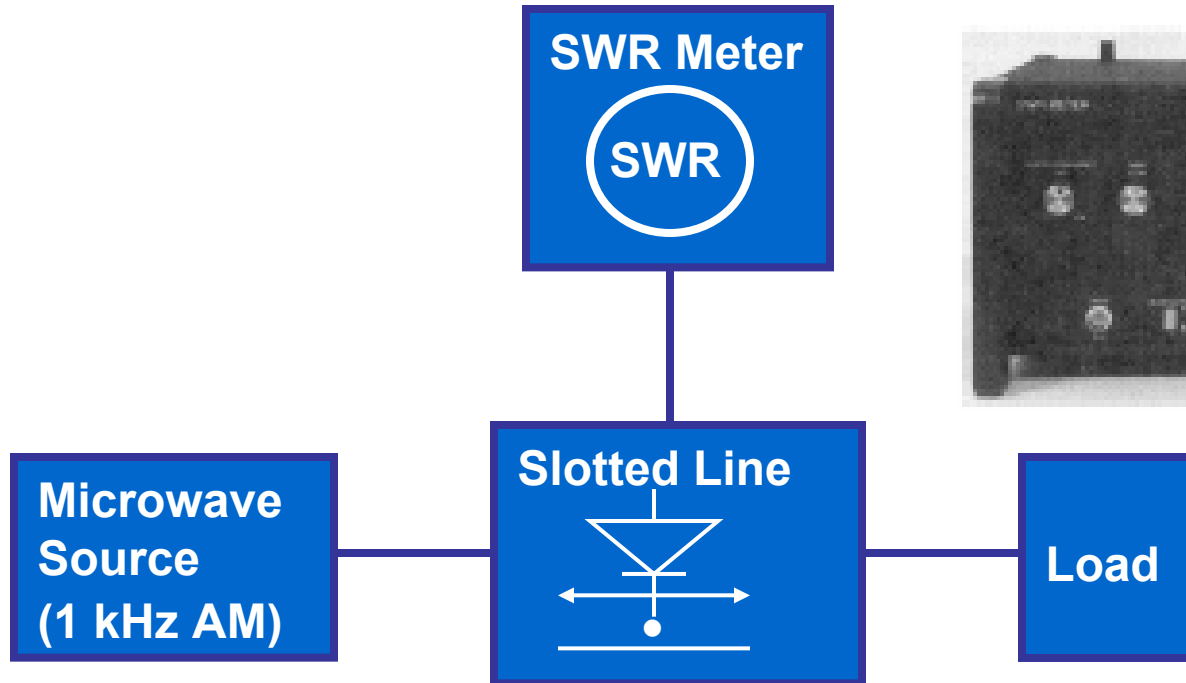 SWR Meter
SWR
Slotted Line
Microwave
Source
(1 kHz AM)
Load